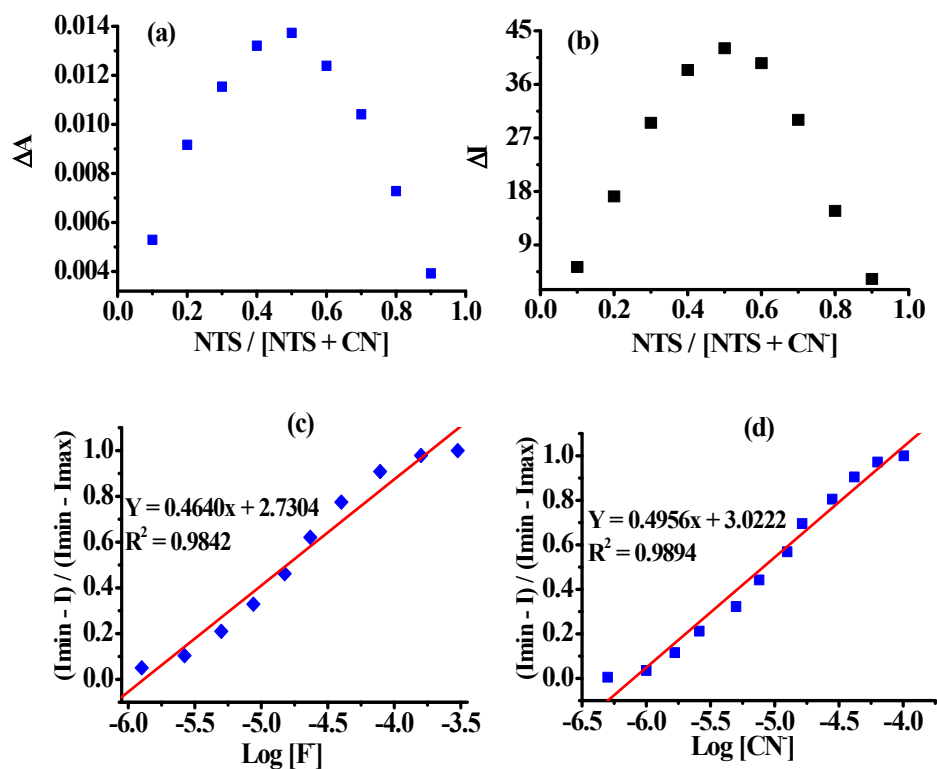 (a)
0.014
0.012
0.010
0.008
0.006
0.004
ΔA
0.0 0.2 0.4 0.6 0.8 1.0
NTS / [NTS + CN⁻]
(b)
45
36
27
18
9
ΔI
0.0 0.2 0.4 0.6 0.8 1.0
NTS / [NTS + CN⁻]
(c)
1.0
0.8
0.6
0.4
0.2
0.0
(Imin - I) / (Imin - Imax)
Y = 0.4640x + 2.7304
R² = 0.9842
-6.0 -5.5 -5.0 -4.5 -4.0 -3.5
Log [F⁻]
(d)
1.0
0.8
0.6
0.4
0.2
0.0
(Imin - I) / (Imin - Imax)
Y = 0.4956x + 3.0222
R² = 0.9894
-6.5 -6.0 -5.5 -5.0 -4.5 -4.0
Log [CN⁻]